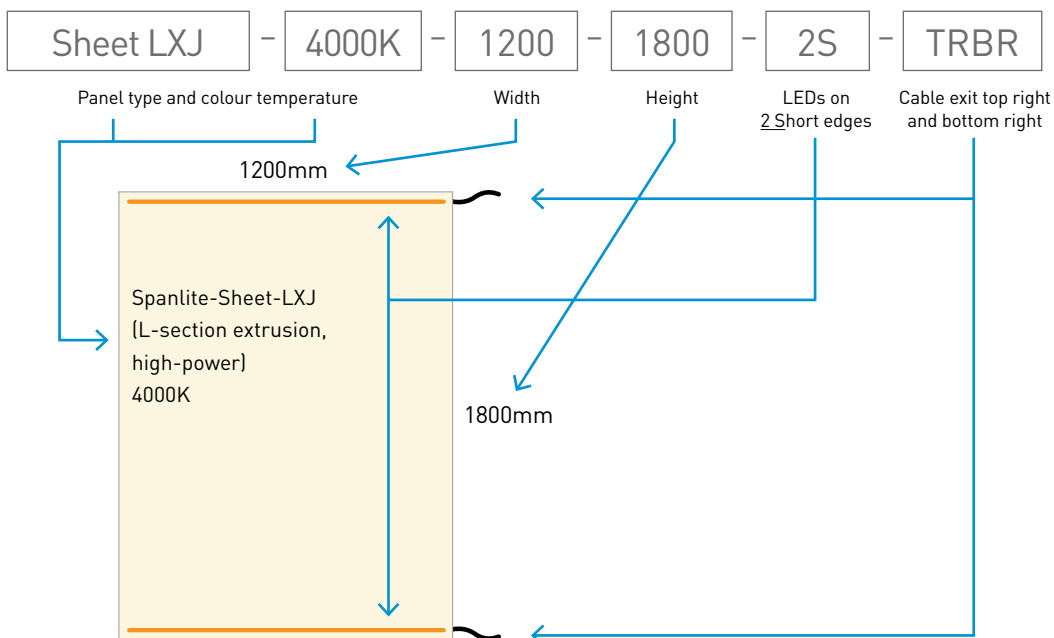 Sheet LXJ – 4000K – 1200 – 1800 – 2S – TRBR
Panel type and colour temperature
Width
Height
LEDs on
2 Short edges
Cable exit top right
and bottom right
1200mm
Spanlite-Sheet-LXJ
(L-section extrusion,
high-power)
4000K
1800mm